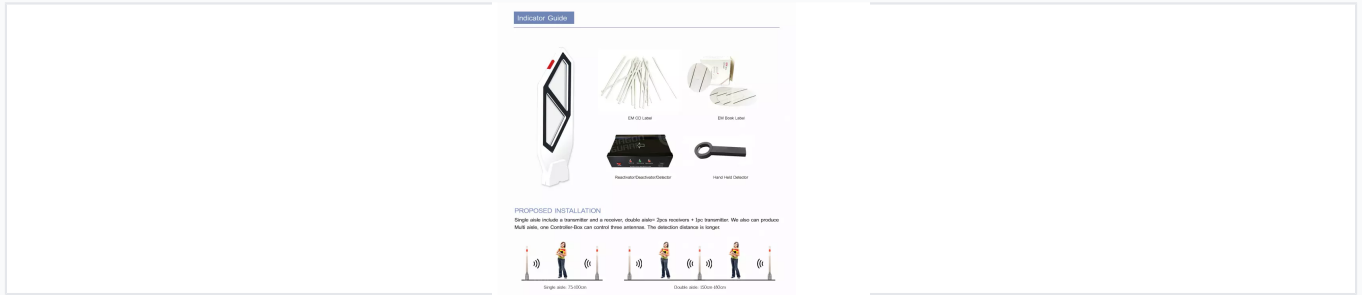 Indicator Guide
EM CD Label
EM Book Label
Reactivator/Deactivator/Detector
Hand Held Detector
PROPOSED INSTALLATION
Single aisle include a transmitter and a receiver, double aisle= 2pcs receivers + 1pc transmitter. We also can produce
Multi aisle, one Controller-Box can control three antennas. The detection distance is longer.
Single aisle: 73-100cm
Double aisle: 150cm-180cm